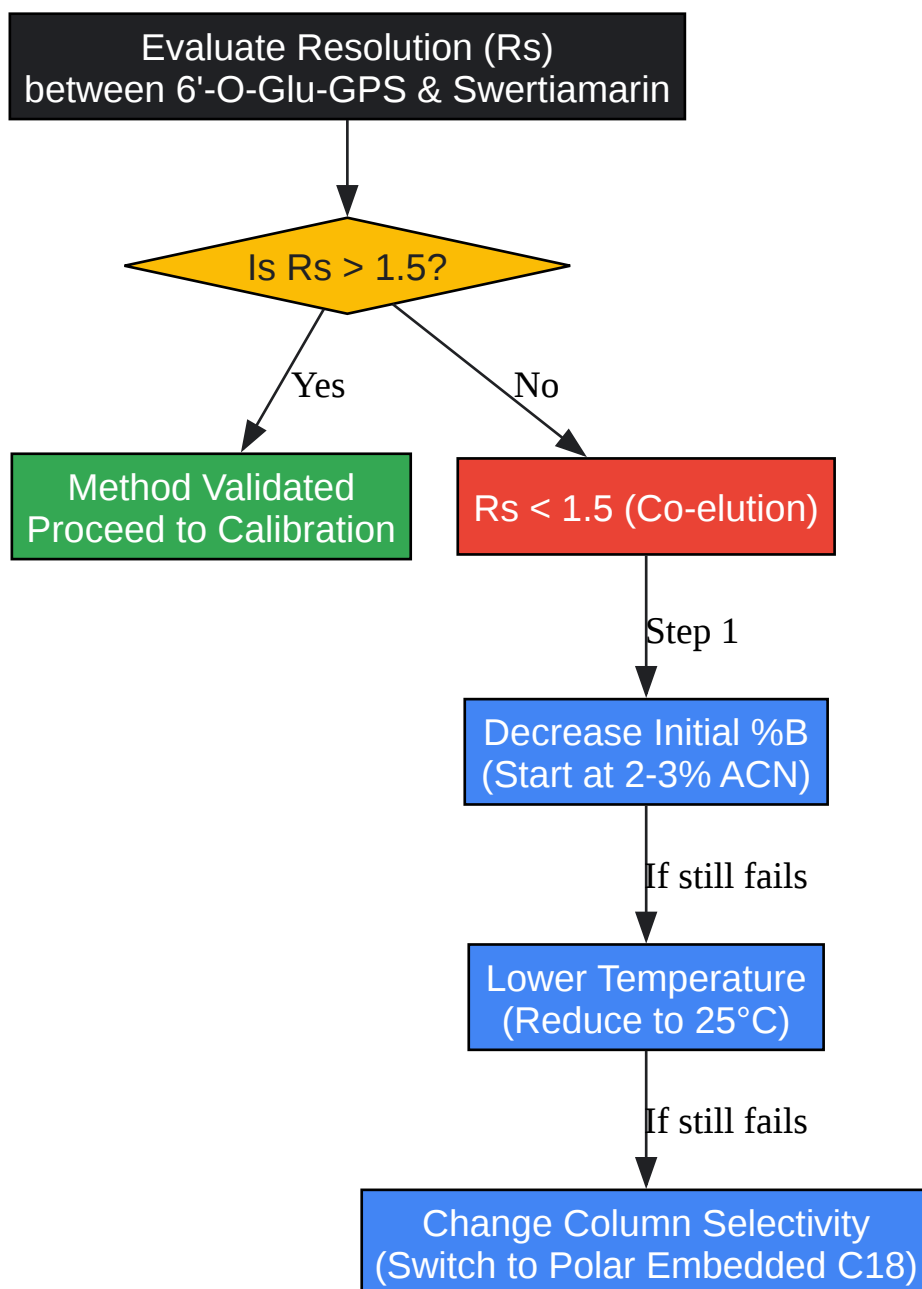 Evaluate Resolution (Rs)
between 6'-O-Glu-GPS & Swertiamarin
Is Rs > 1.5?
Yes
No
Method Validated
Proceed to Calibration
Rs < 1.5 (Co-elution)
Step 1
Decrease Initial %B
(Start at 2-3% ACN)
If still fails
Lower Temperature
(Reduce to 25°C)
If still fails
Change Column Selectivity
(Switch to Polar Embedded C18)